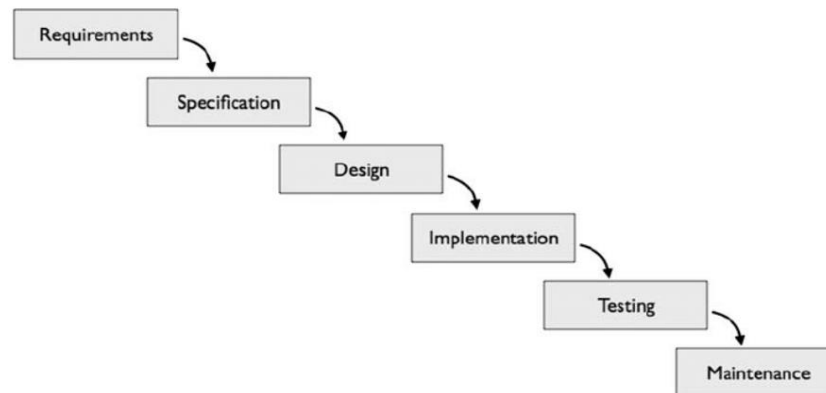 Requirements
Specification
Design
Implementation
Testing
Maintenance